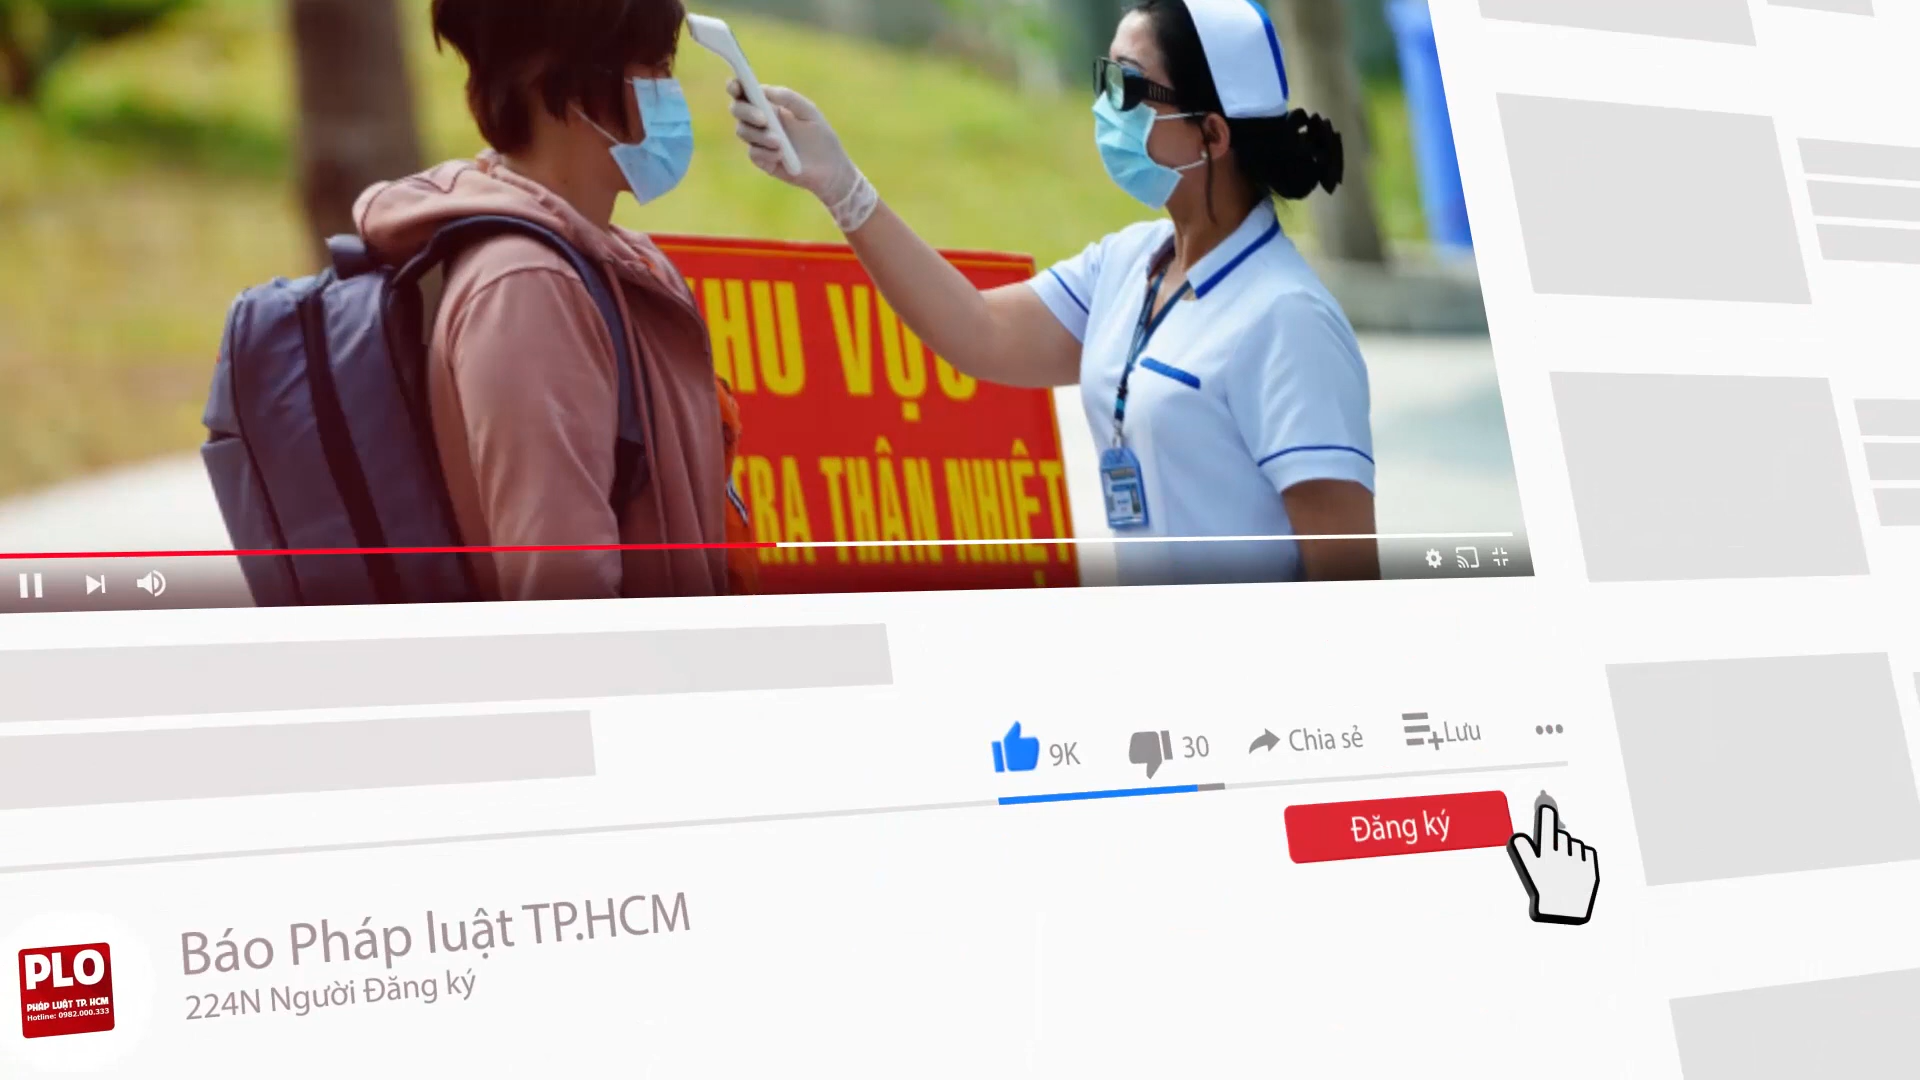 HU VỰC
TRA THÂN NHIỆT
9K
30
Chia sẻ
Lưu
Đăng ký
Báo Pháp luật TP.HCM
224N Người Đăng ký
PLO
PHÁP LUẬT TP. HCM
Hotline: 0982.000.333